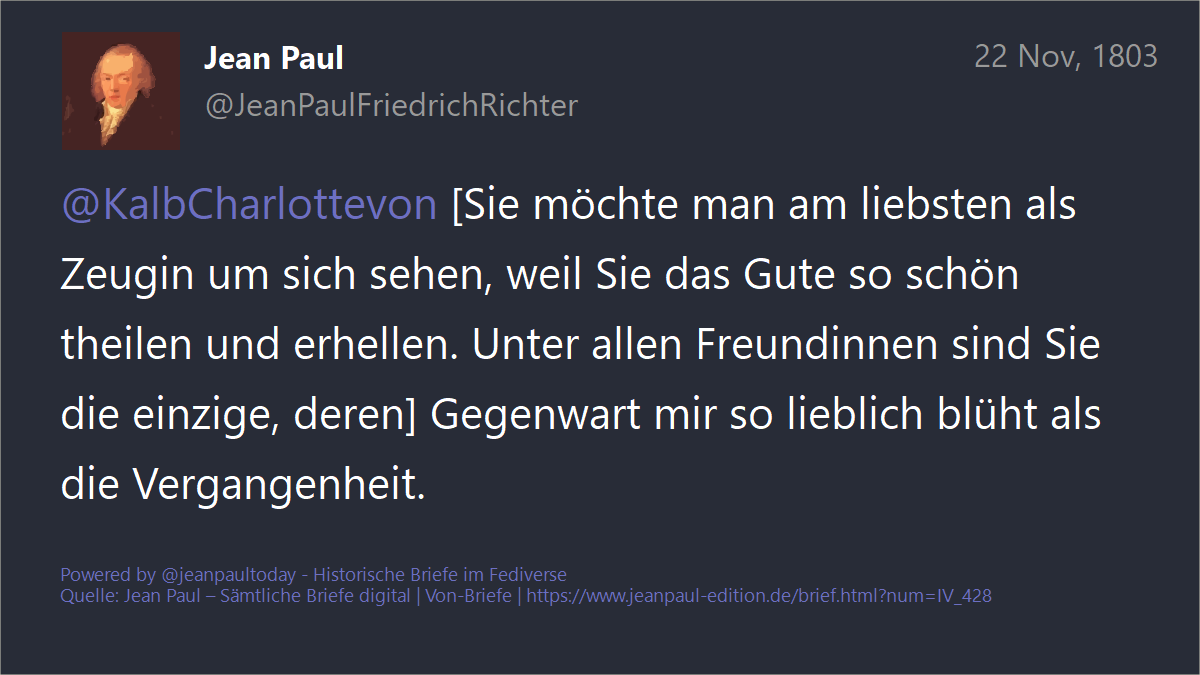 Jean Paul
22 Nov, 1803
@JeanPaulFriedrichRichter
@KalbCharlottevon [Sie möchte man am liebsten als
Zeugin um sich sehen, weil Sie das Gute so schön
theilen und erhellen. Unter allen Freundinnen sind Sie
die einzige, deren] Gegenwart mir so lieblich blüht als
die Vergangenheit.
Powered by @jeanpaultoday - Historische Briefe im Fediverse
Quelle: Jean Paul – Sämtliche Briefe digital | Von-Briefe | https://www.jeanpaul-edition.de/brief.html?num=IV_428